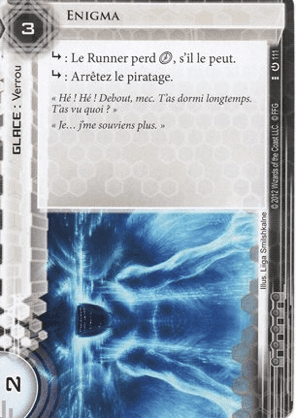 3
ENIGMA
GLACE : Verrou
: Le Runner perd , s'il le peut.
: Arrêtez le piratage.
« Hé ! Hé ! Debout, mec. T'as dormi longtemps.
T'as vu quoi ? »
« Je… j'me souviens plus. »
111
© 2012 Wizards of the Coast LLC. © FFG
Illus. Liiga Smilshkalne
2